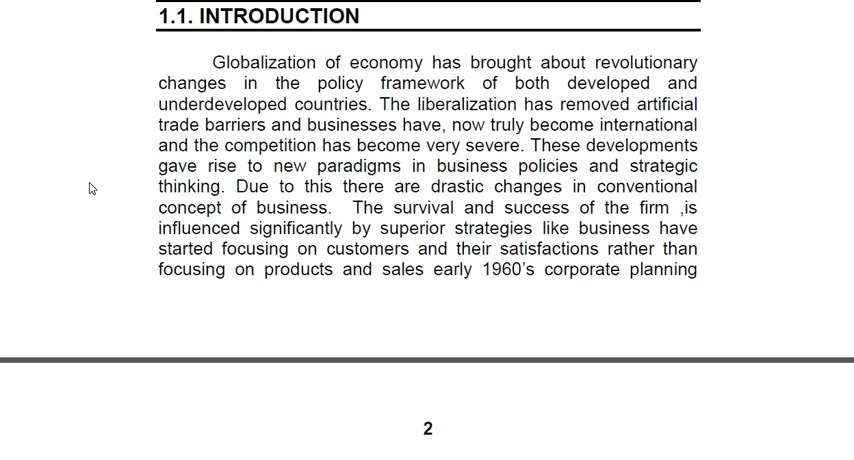 1.1. INTRODUCTION
Globalization of economy has brought about revolutionary
changes in the policy framework of both developed and
underdeveloped countries. The liberalization has removed artificial
trade barriers and businesses have, now truly become international
and the competition has become very severe. These developments
gave rise to new paradigms in business policies and strategic
thinking. Due to this there are drastic changes in conventional
concept of business. The survival and success of the firm ,is
influenced significantly by superior strategies like business have
started focusing on customers and their satisfactions rather than
focusing on products and sales early 1960’s corporate planning
2